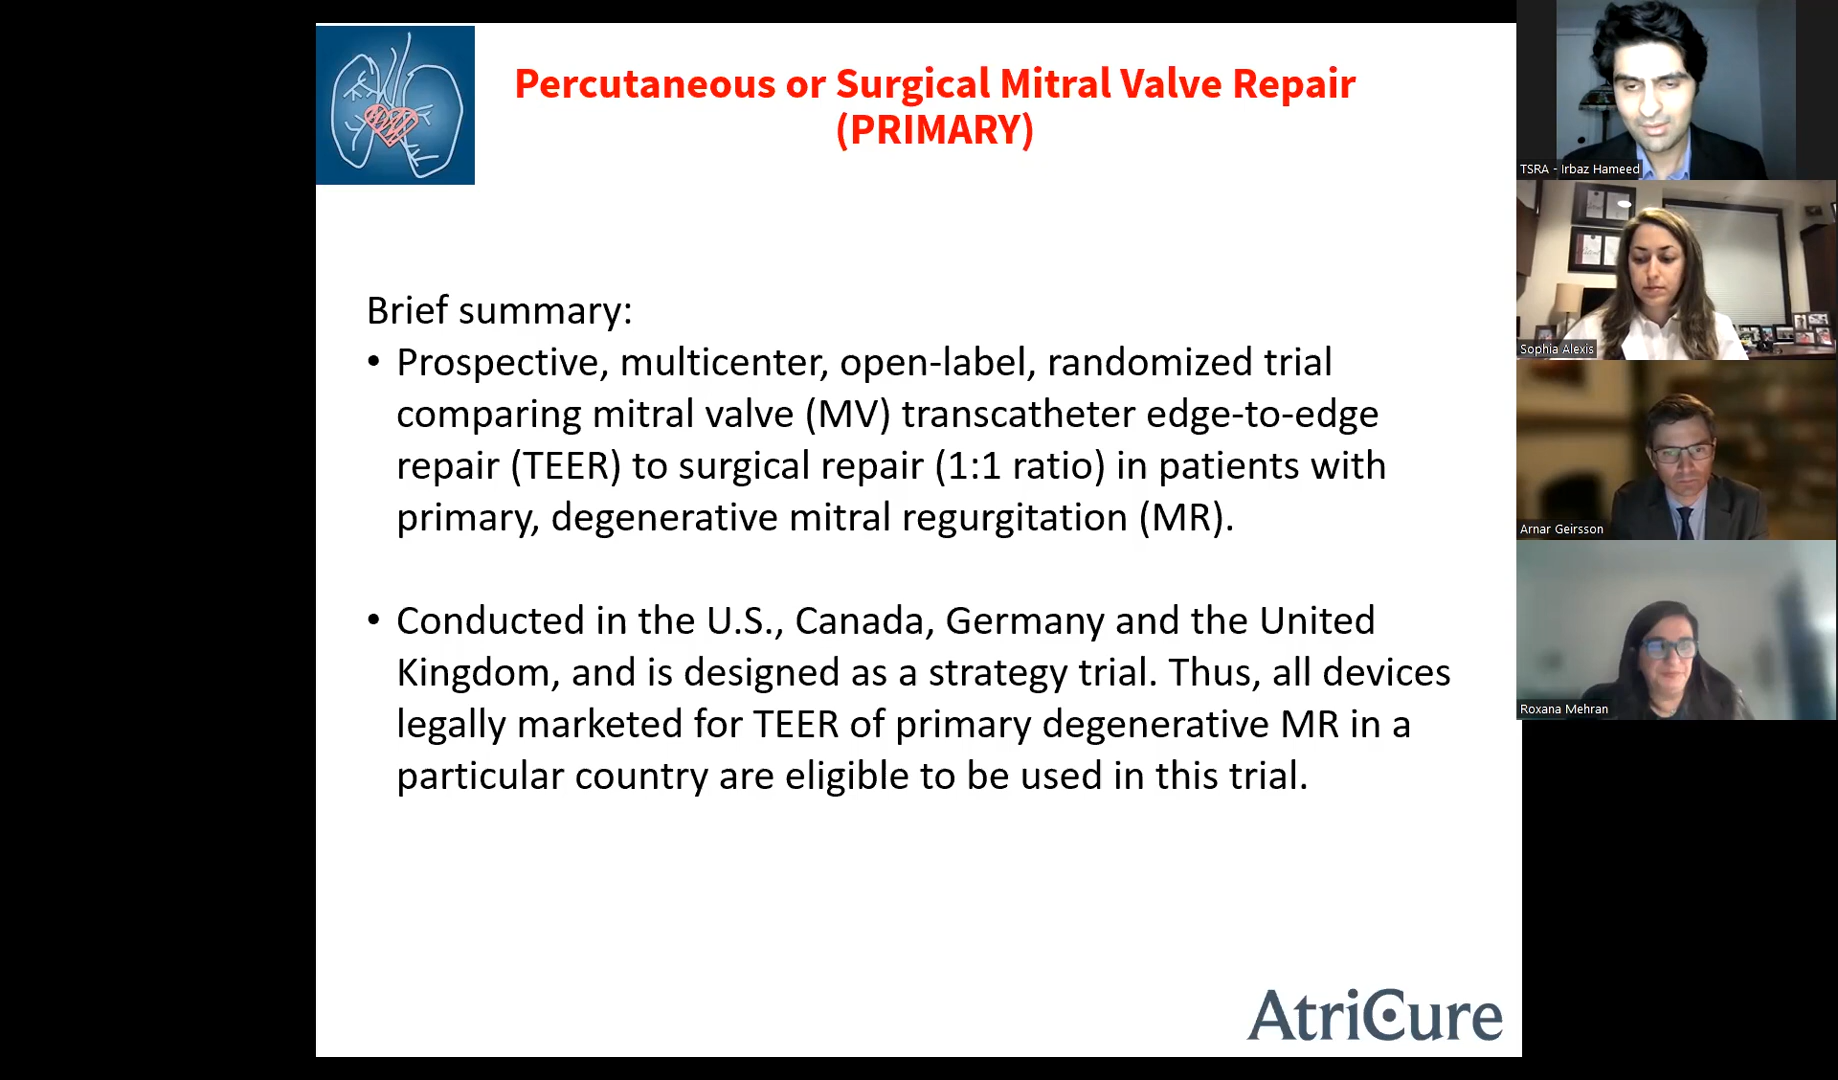 Percutaneous or Surgical Mitral Valve Repair
(PRIMARY)
Brief summary:
• Prospective, multicenter, open-label, randomized trial
comparing mitral valve (MV) transcatheter edge-to-edge
repair (TEER) to surgical repair (1:1 ratio) in patients with
primary, degenerative mitral regurgitation (MR).
• Conducted in the U.S., Canada, Germany and the United
Kingdom, and is designed as a strategy trial. Thus, all devices
legally marketed for TEER of primary degenerative MR in a
particular country are eligible to be used in this trial.
AtriCure
TSRA - Irbaz Hameed
Sophia Alexis
Arnar Geirsson
Roxana Mehran